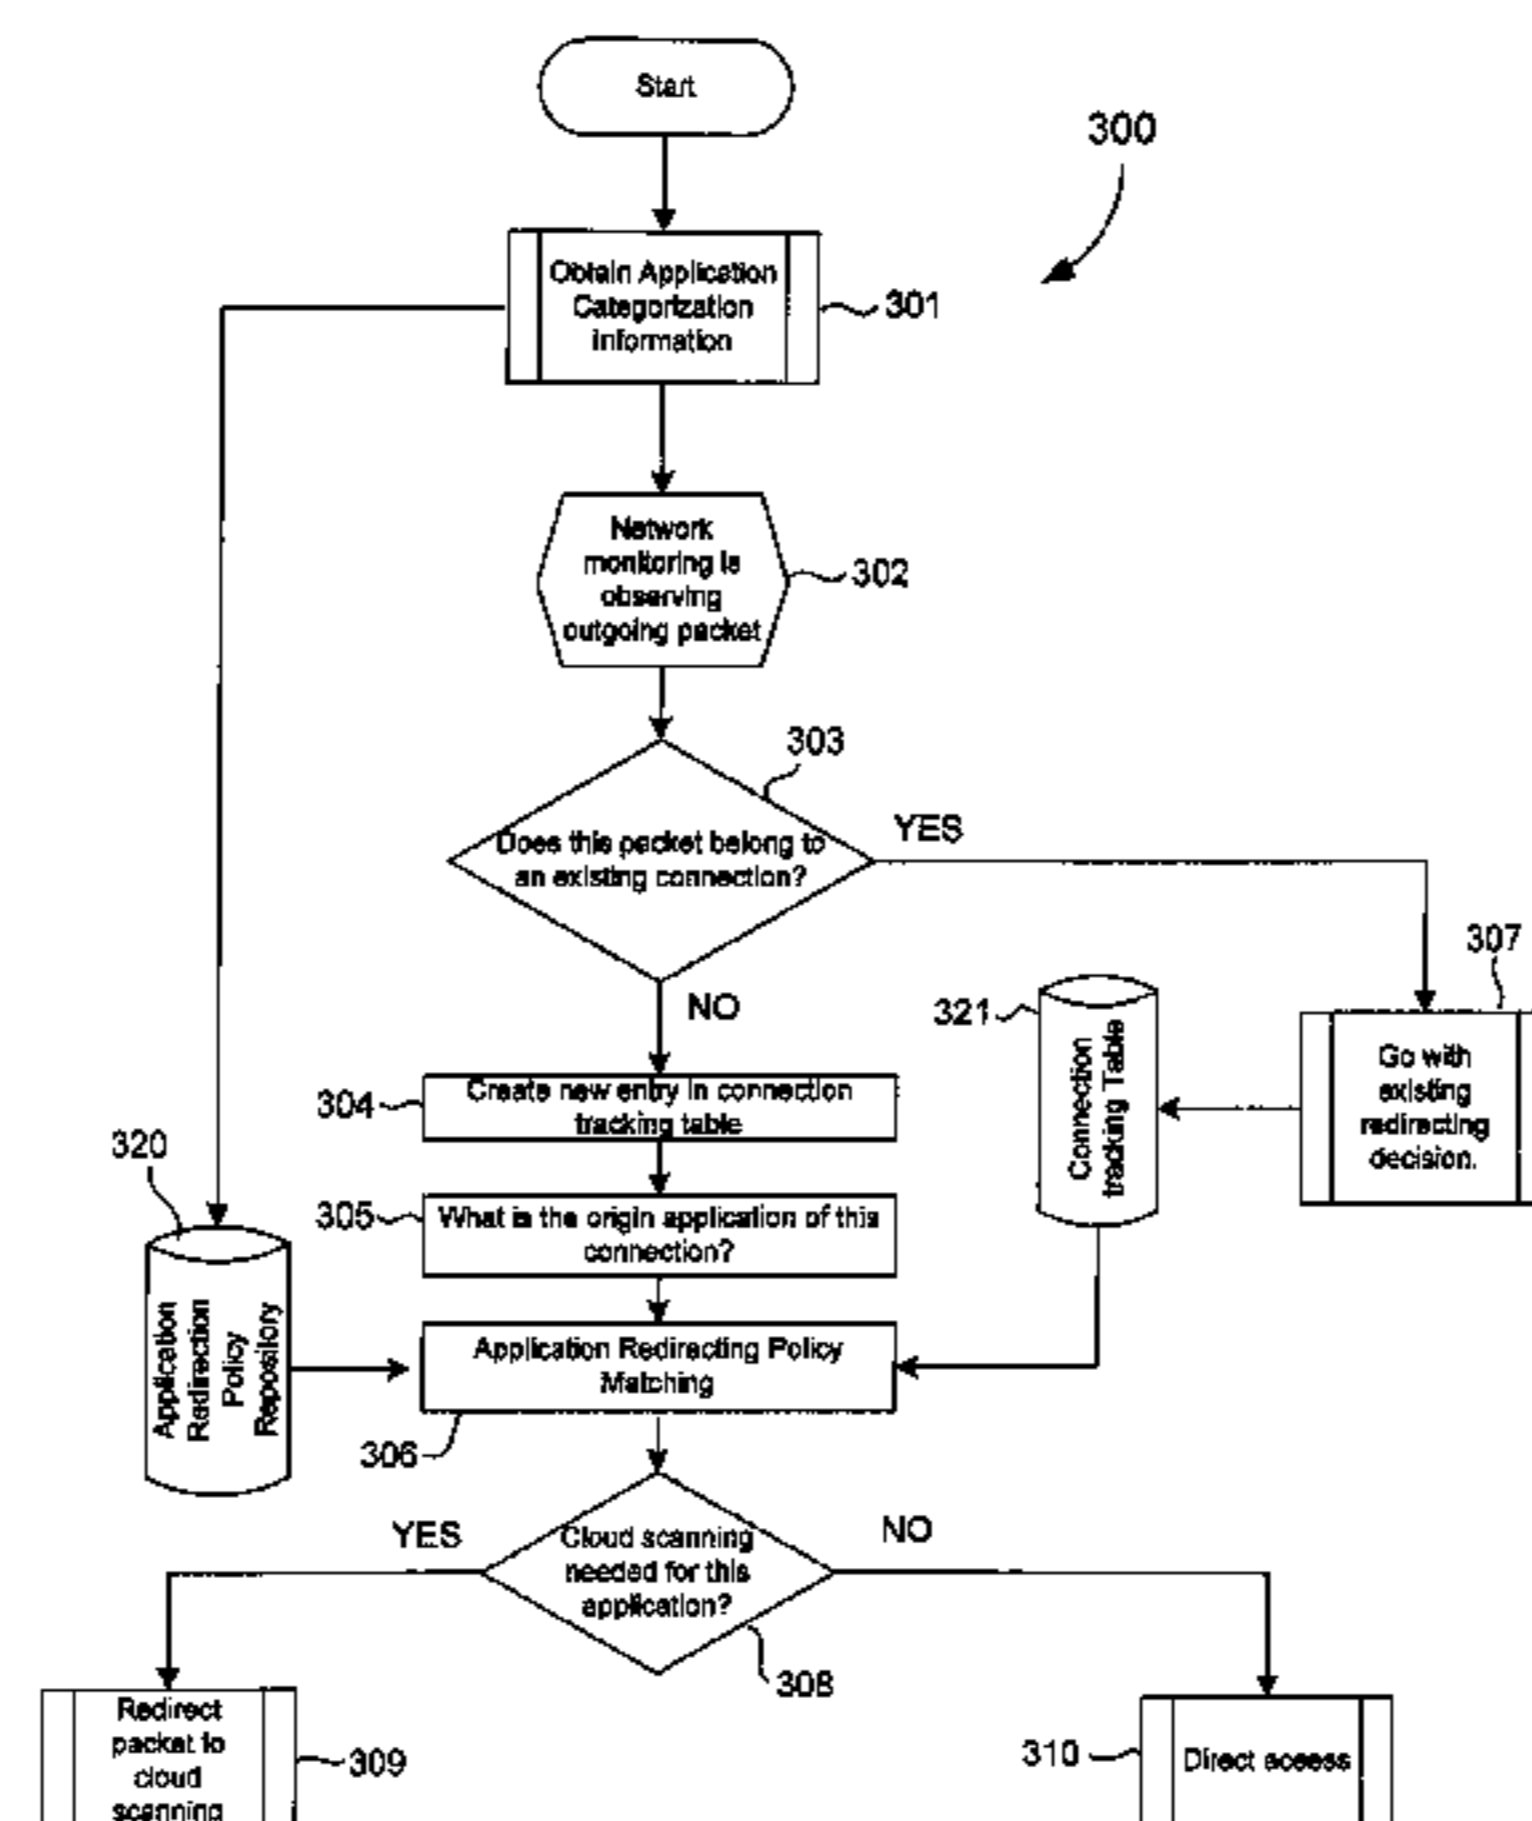 Start
300
Obtain Application
Categorization
Information
301
Network
monitoring is
observing
outgoing packet
302
303
Does this packet belong to
an existing connection?
YES
NO
307
Go with
existing
redirecting
decision.
321
Connection
tracking Table
304
Create new entry in connection
tracking table
320
305
What is the origin application of this
connection?
Application
Redirection
Policy
Repository
Application Redirecting Policy
Matching
306
YES
Cloud scanning
needed for this
application?
NO
308
Redirect
packet to
cloud
scanning
309
310
Direct access